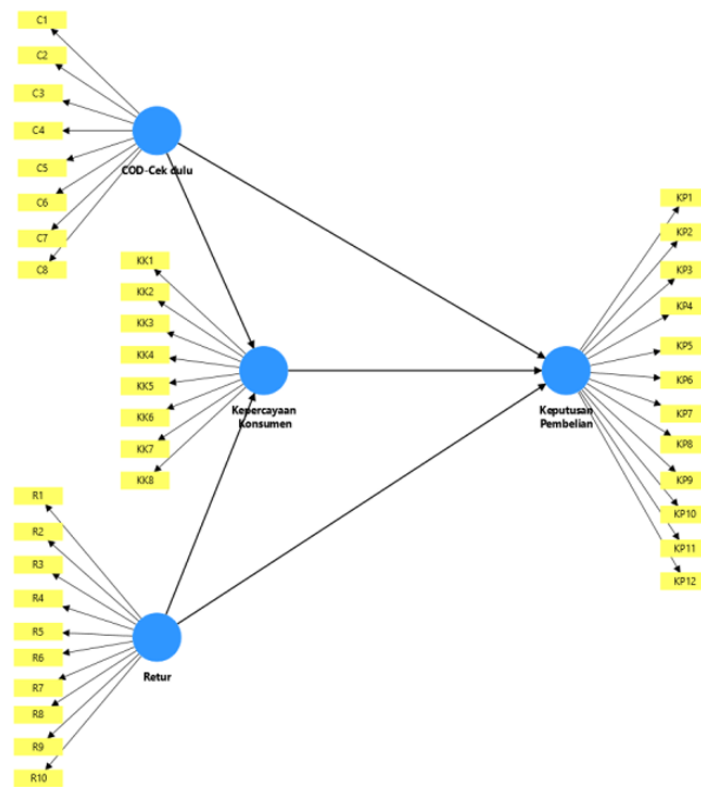 C1
C2
C3
C4
C5
C6
C7
C8
COD-Cek dulu
KK1
KK2
KK3
KK4
KK5
KK6
KK7
KK8
Kepercayaan
Konsumen
R1
R2
R3
R4
R5
R6
R7
R8
R9
R10
Retur
KP1
KP2
KP3
KP4
KP5
KP6
KP7
KP8
KP9
KP10
KP11
KP12
Keputusan
Pembelian